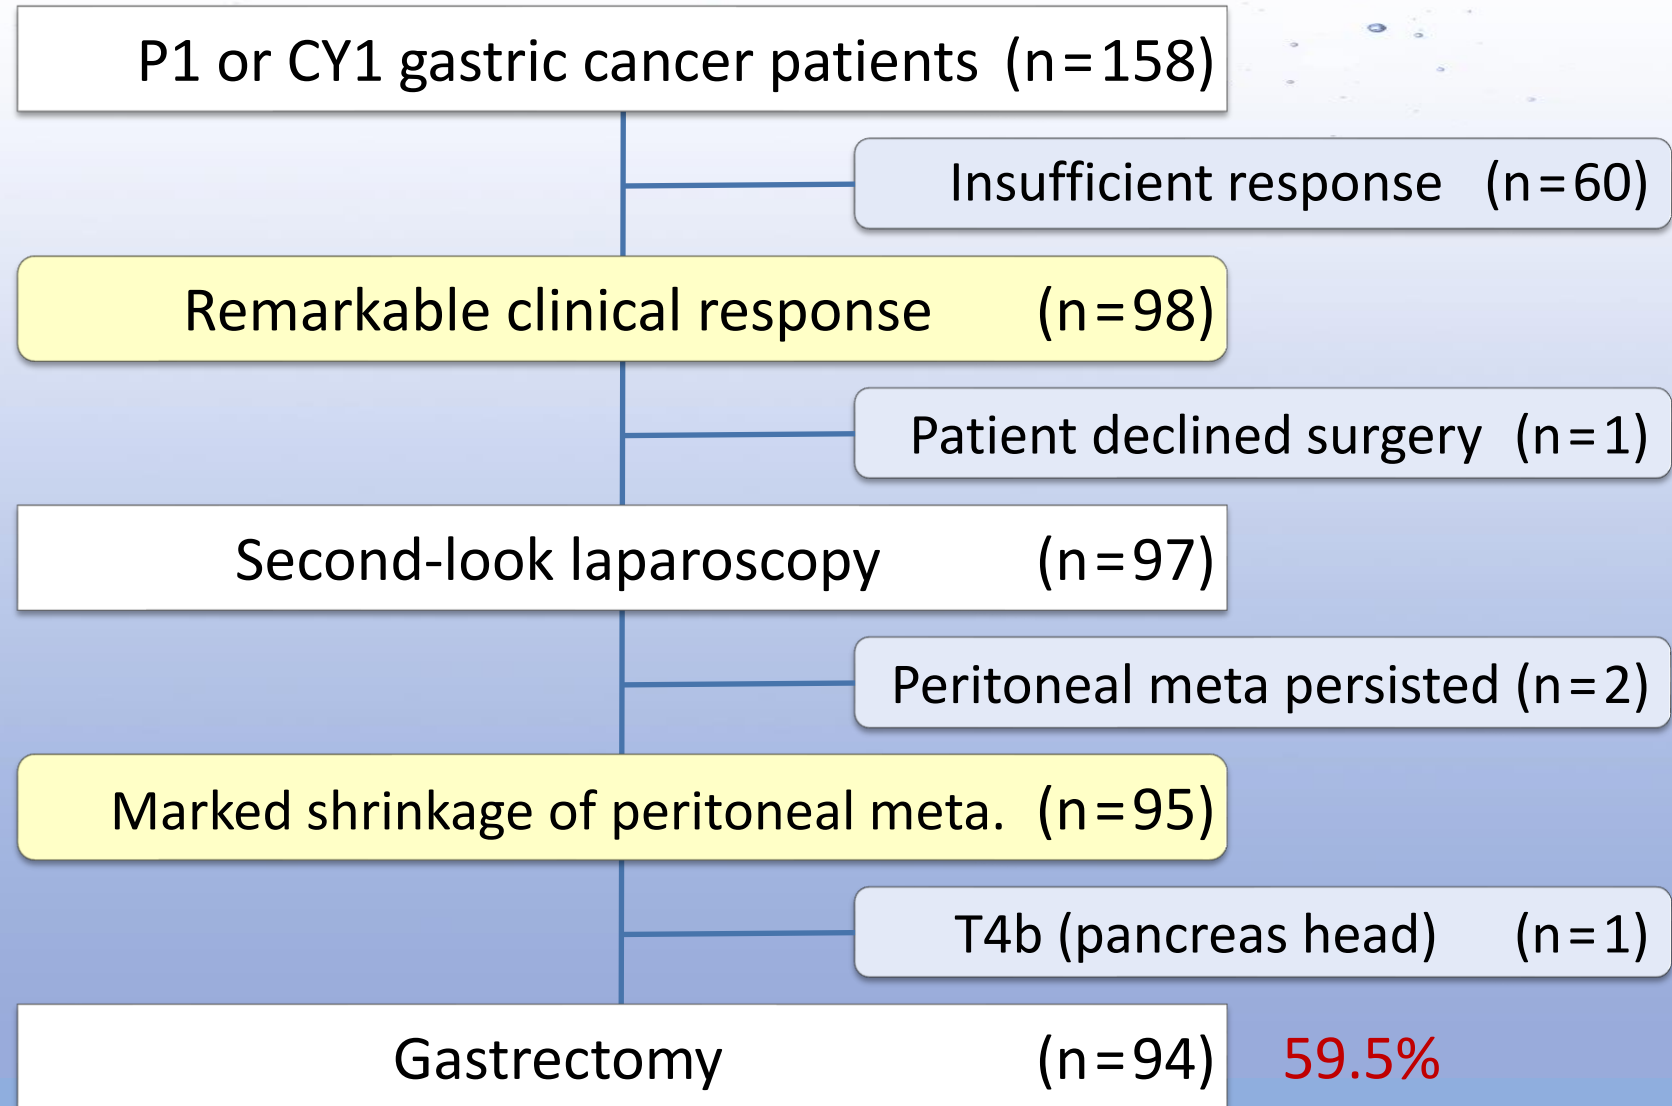 P1 or CY1 gastric cancer patients (n=158)
Insufficient response (n=60)
Remarkable clinical response (n=98)
Patient declined surgery (n=1)
Second-look laparoscopy (n=97)
Peritoneal meta persisted (n=2)
Marked shrinkage of peritoneal meta. (n=95)
T4b (pancreas head) (n=1)
Gastrectomy (n=94) 59.5%